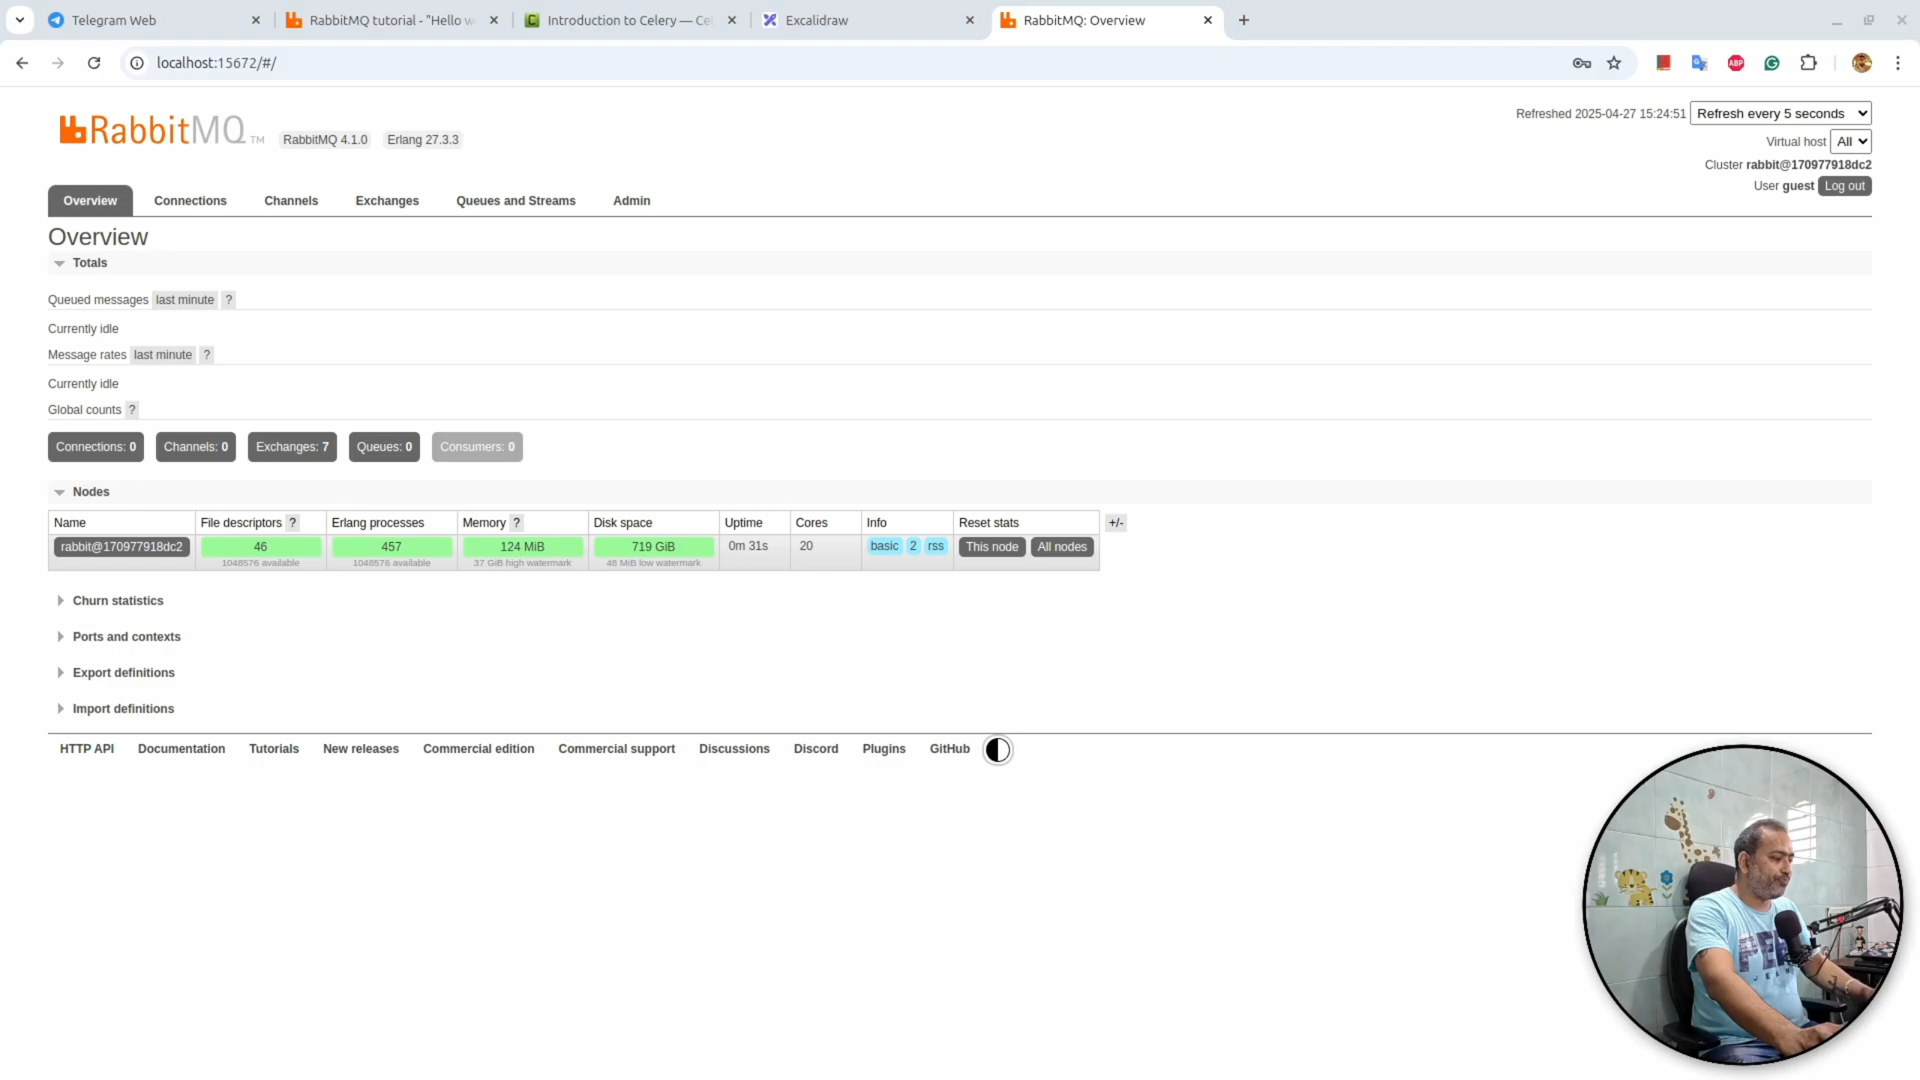 Telegram Web
RabbitMQ tutorial - "Hello w
Introduction to Celery — Cel
Excalidraw
RabbitMQ: Overview
localhost:15672/#/
ABP
RabbitMQ TM
RabbitMQ 4.1.0
Erlang 27.3.3
Refreshed 2025-04-27 15:24:51
Refresh every 5 seconds
Virtual host
All
Cluster rabbit@170977918dc2
User guest
Log out
Overview
Connections
Channels
Exchanges
Queues and Streams
Admin
Overview
Totals
Queued messages last minute ?
Currently idle
Message rates last minute ?
Currently idle
Global counts ?
Connections: 0
Channels: 0
Exchanges: 7
Queues: 0
Consumers: 0
Nodes
Name
File descriptors ?
Erlang processes
Memory ?
Disk space
Uptime
Cores
Info
Reset stats
+/-
rabbit@170977918dc2
46
1048576 available
457
1048576 available
124 MiB
37 GiB high watermark
719 GiB
48 MiB low watermark
0m 31s
20
basic
2
rss
This node
All nodes
Churn statistics
Ports and contexts
Export definitions
Import definitions
HTTP API
Documentation
Tutorials
New releases
Commercial edition
Commercial support
Discussions
Discord
Plugins
GitHub